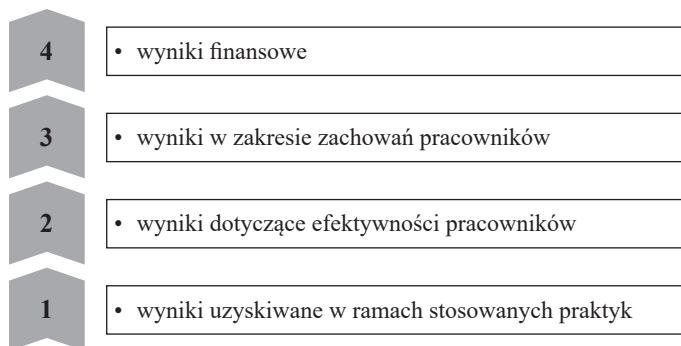 4
• wyniki finansowe
3
• wyniki w zakresie zachowań pracowników
2
• wyniki dotyczące efektywności pracowników
1
• wyniki uzyskiwane w ramach stosowanych praktyk